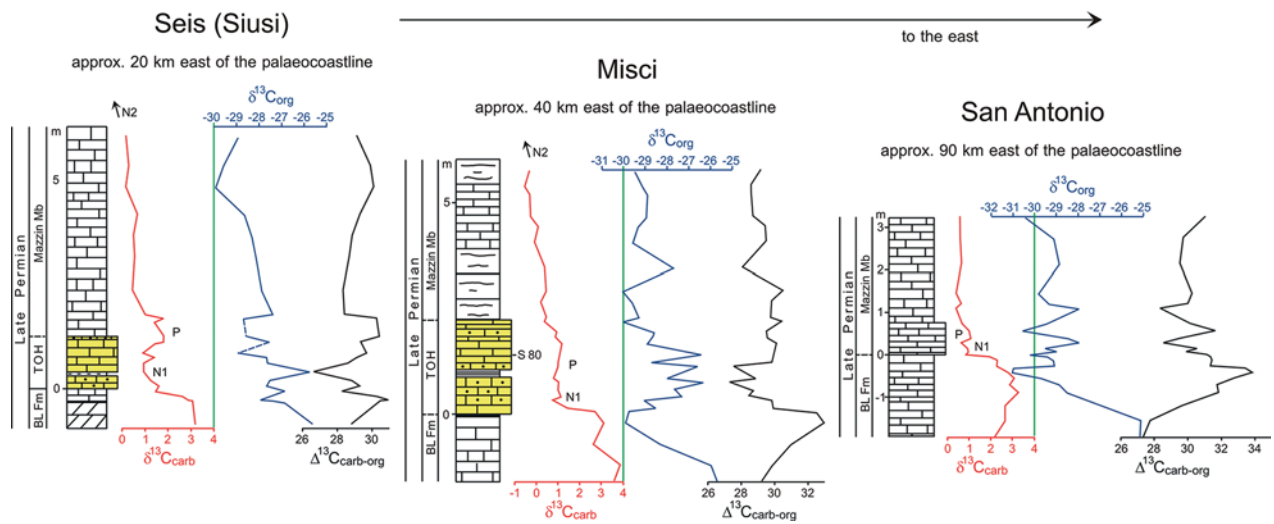 Seis (Siusi)
approx. 20 km east of the palaeocoastline
to the east
Misci
approx. 40 km east of the palaeocoastline
San Antonio
approx. 90 km east of the palaeocoastline
N2
δ¹³Corg
-30 -29 -28 -27 -26 -25
m
5
0
Late Permian
Mazzin Mb
TOH
BL Fm
P
N1
0 1 2 3 4
δ¹³Ccarb
26 28 30
Δ¹³Ccarb-org
N2
δ¹³Corg
-31 -30 -29 -28 -27 -26 -25
m
5
0
Late Permian
Mazzin Mb
TOH
BL Fm
S 80
P
N1
-1 0 1 2 3 4
δ¹³Ccarb
26 28 30 33
Δ¹³Ccarb-org
δ¹³Corg
-32 -31 -30 -29 -28 -27 -26 -25
m
3
2
1
0
-1
Late Permian
Mazzin Mb
BL Fm
P
N1
0 1 2 3 4
δ¹³Ccarb
26 28 30 32 34
Δ¹³Ccarb-org